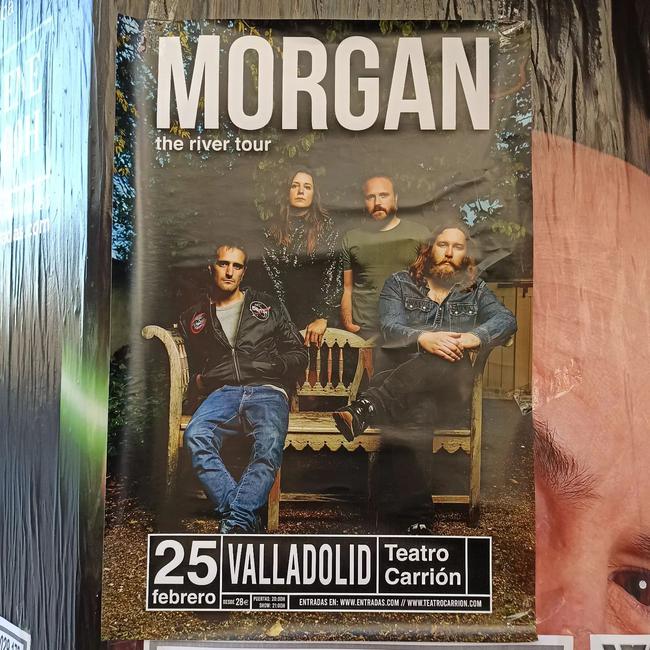 MORGAN
the river tour
25
febrero
VALLADOLID
Teatro
Carrión
DESDE 28€
PUERTAS: 20:00H
SHOW: 21:00H
ENTRADAS EN: WWW.ENTRADAS.COM // WWW.TEATROCARRION.COM